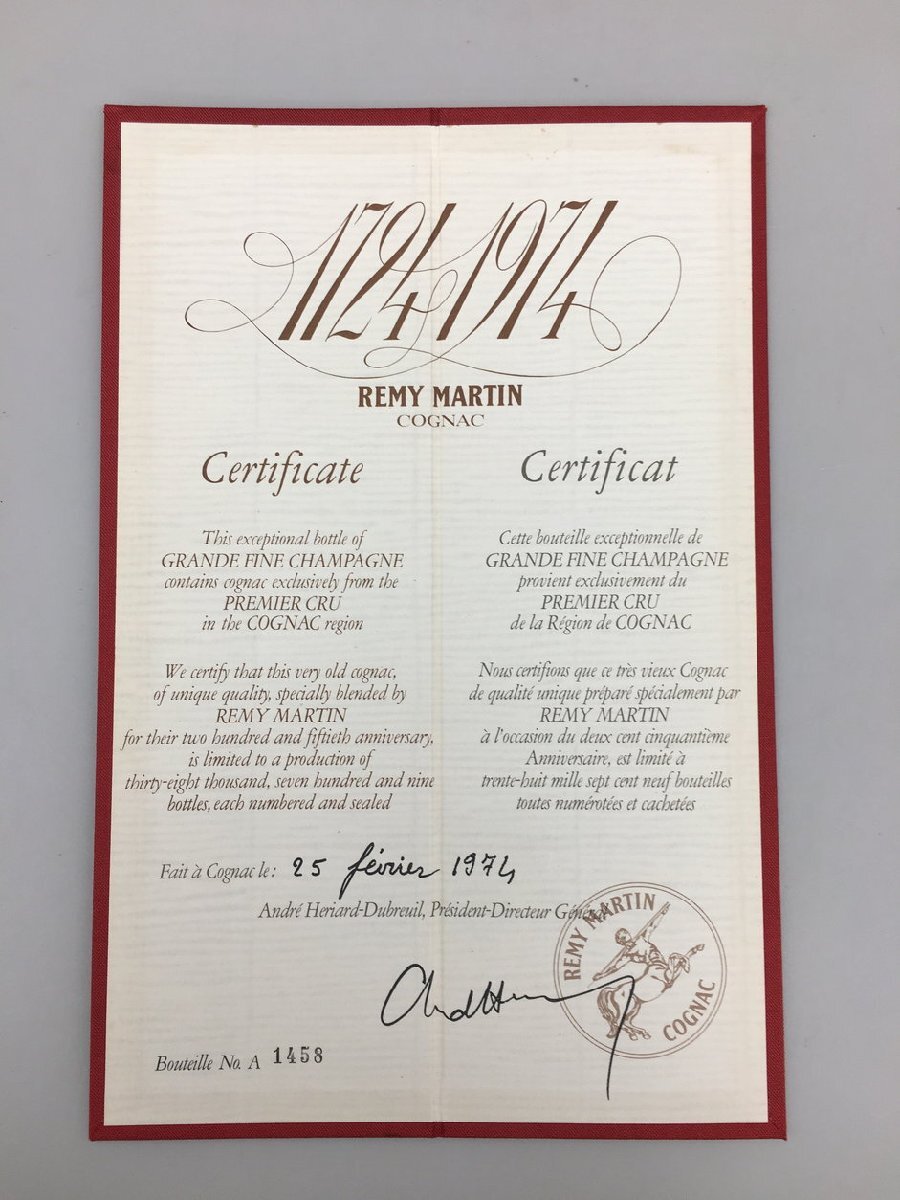 1724 1974
REMY MARTIN
COGNAC
Certificate
This exceptional bottle of
GRANDE FINE CHAMPAGNE
contains cognac exclusively from the
PREMIER CRU
in the COGNAC region
We certify that this very old cognac,
of unique quality, specially blended by
REMY MARTIN
for their two hundred and fiftieth anniversary,
is limited to a production of
thirty-eight thousand, seven hundred and nine
bottles, each numbered and sealed
Certificat
Cette bouteille exceptionnelle de
GRANDE FINE CHAMPAGNE
provient exclusivement du
PREMIER CRU
de la Région de COGNAC
Nous certifions que ce très vieux Cognac
de qualité unique préparé spécialement par
REMY MARTIN
à l'occasion du deux cent cinquantième
Anniversaire, est limité à
trente-huit mille sept cent neuf bouteilles
toutes numérotées et cachetées
Fait à Cognac le: 25 février 1974
André Heriard-Dubreuil, Président-Directeur Général
REMY MARTIN
COGNAC
Bouteille No. A 1458